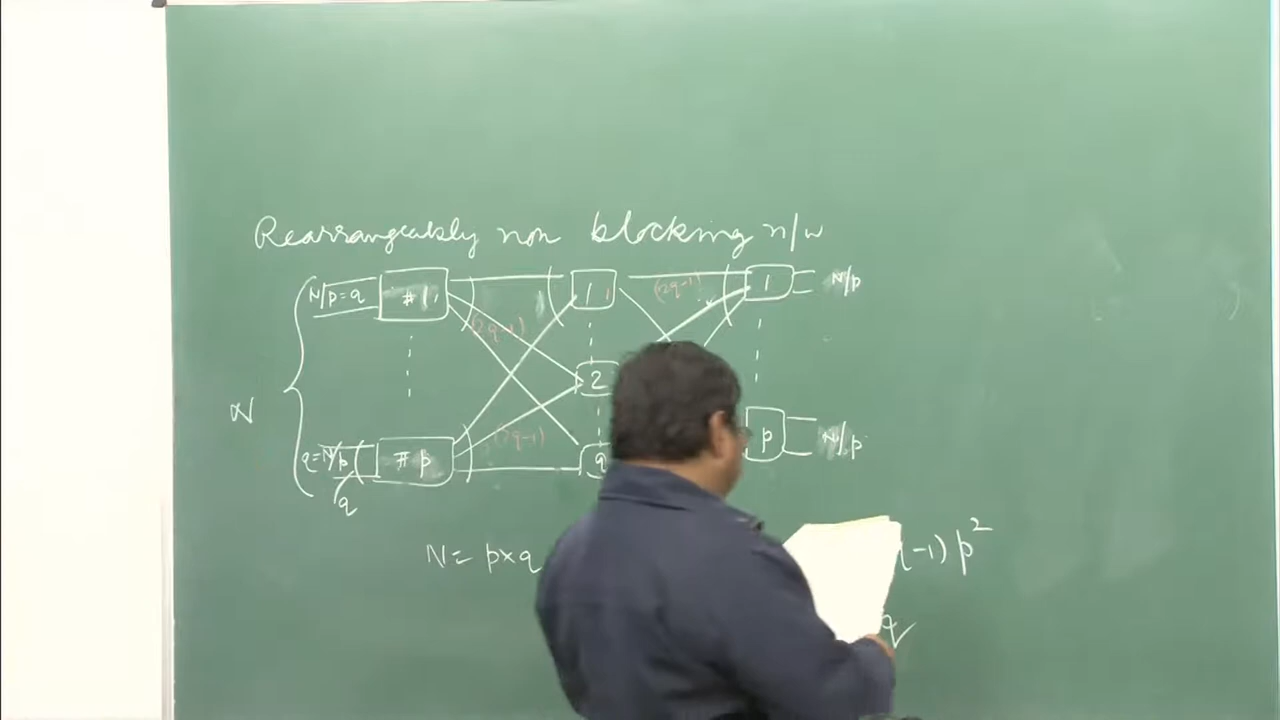 Rearrangeably non blocking n/w
N/p=q #1 1 1 N/p
(2q-1) (2q-1)
2
N
q=N/p # p (2q-1) q p N/p
q
N= p×q -1) p²
q